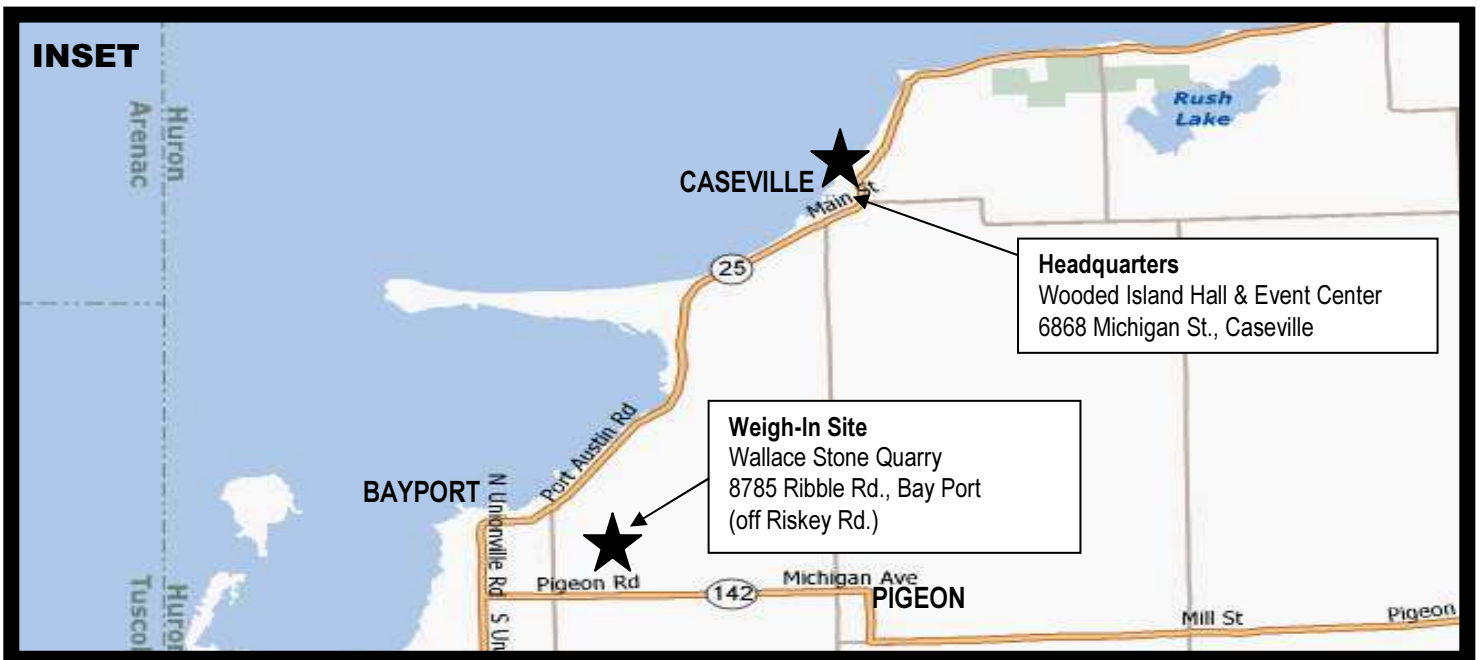 INSET
Huron
Arenac
Rush
Lake
CASEVILLE
Main St
25
Headquarters
Wooded Island Hall & Event Center
6868 Michigan St., Caseville
Port Austin Rd
Weigh-In Site
Wallace Stone Quarry
8785 Ribble Rd., Bay Port
(off Riskey Rd.)
BAYPORT
N Unionville Rd
S Un
Pigeon Rd
142
Michigan Ave
PIGEON
Mill St
Pigeon
Huron
Tuscol